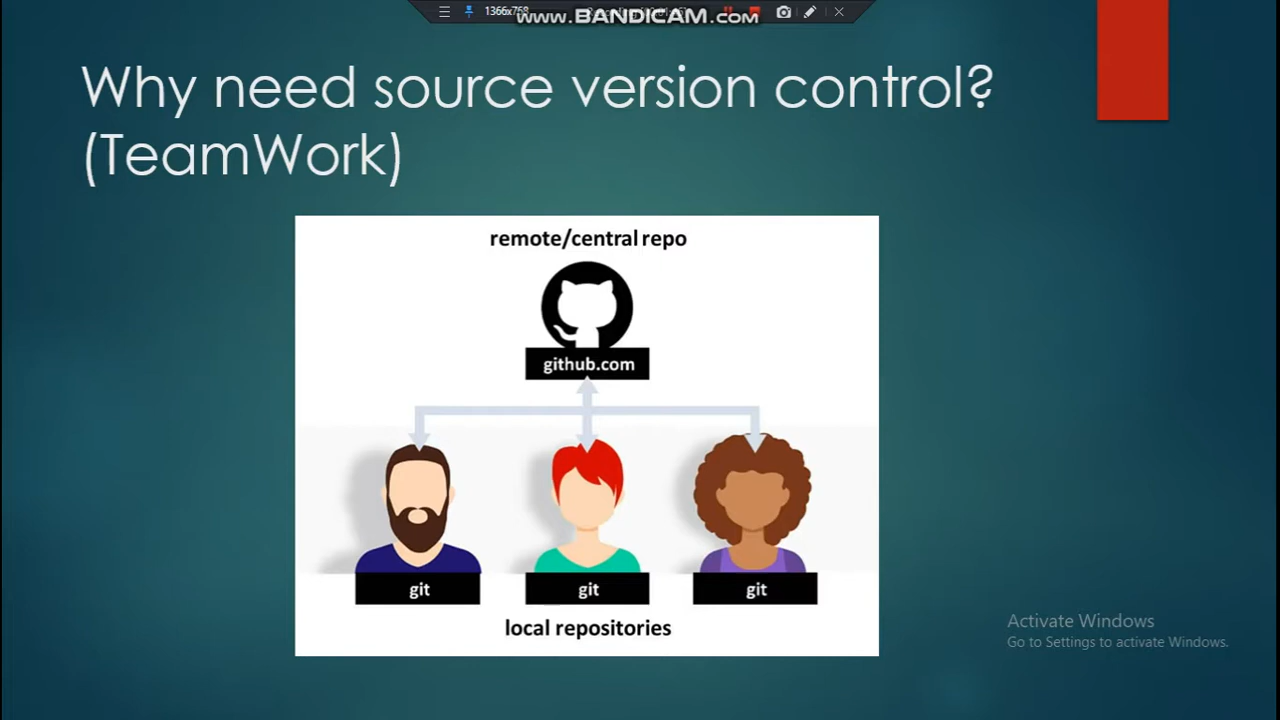 1366x768
www.BANDICAM.com
Why need source version control?
(TeamWork)
remote/central repo
github.com
git
git
git
local repositories
Activate Windows
Go to Settings to activate Windows.